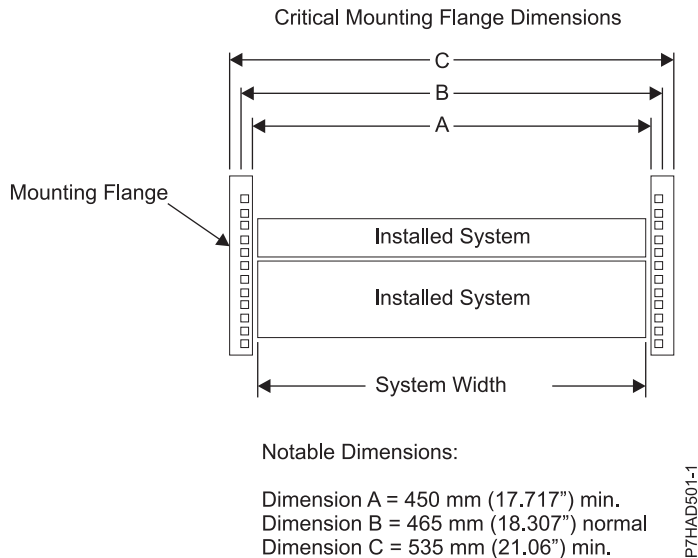 Critical Mounting Flange Dimensions
C
B
A
Mounting Flange
Installed System
Installed System
System Width
Notable Dimensions:
Dimension A = 450 mm (17.717”) min.
Dimension B = 465 mm (18.307”) normal
Dimension C = 535 mm (21.06”) min.
P7HAD501-1